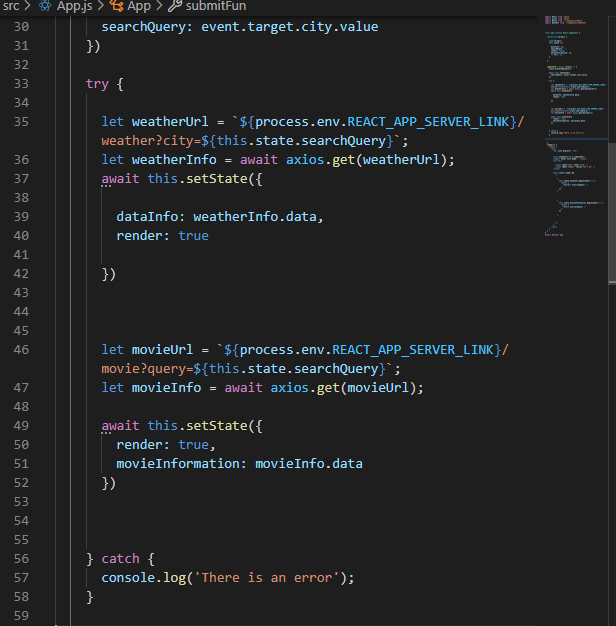 src > App.js > App > submitFun
30 searchQuery: event.target.city.value
31 })
32
33 try {
34
35 let weatherUrl = `${process.env.REACT_APP_SERVER_LINK}/
weather?city=${this.state.searchQuery}`;
36 let weatherInfo = await axios.get(weatherUrl);
37 await this.setState({
38
39 dataInfo: weatherInfo.data,
40 render: true
41
42 })
43
44
45
46 let movieUrl = `${process.env.REACT_APP_SERVER_LINK}/
movie?query=${this.state.searchQuery}`;
47 let movieInfo = await axios.get(movieUrl);
48
49 await this.setState({
50 render: true,
51 movieInformation: movieInfo.data
52 })
53
54
55
56 } catch {
57 console.log('There is an error');
58 }
59